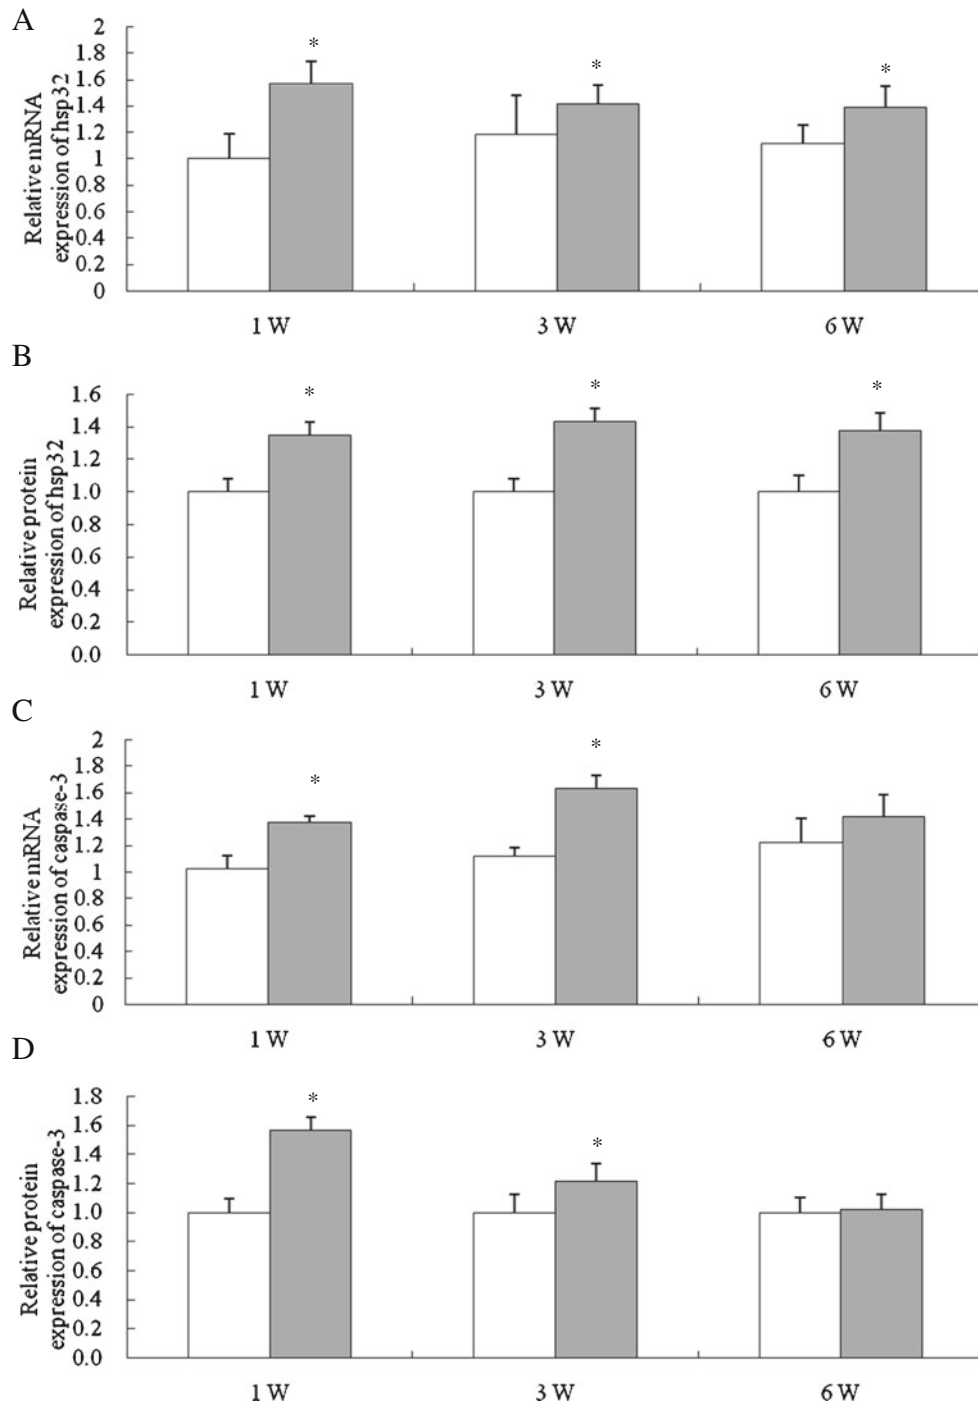 A
Relative mRNA
expression of hsp32
2
1.8
1.6
1.4
1.2
1
0.8
0.6
0.4
0.2
0
*
*
*
1 W
3 W
6 W
B
Relative protein
expression of hsp32
1.6
1.4
1.2
1.0
0.8
0.6
0.4
0.2
0.0
*
*
*
1 W
3 W
6 W
C
Relative mRNA
expression of caspase-3
2
1.8
1.6
1.4
1.2
1
0.8
0.6
0.4
0.2
0
*
*
1 W
3 W
6 W
D
Relative protein
expression of caspase-3
1.8
1.6
1.4
1.2
1.0
0.8
0.6
0.4
0.2
0.0
*
*
1 W
3 W
6 W